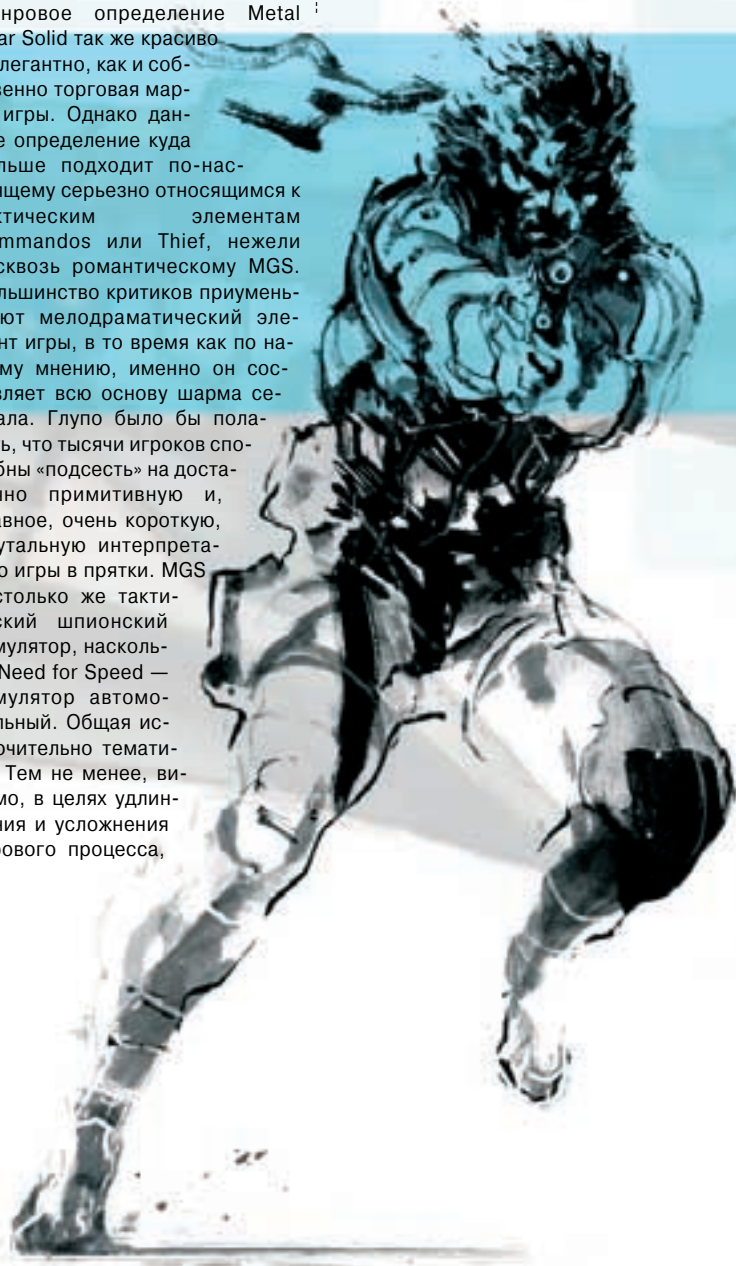 нровое определение Metal
ar Solid так же красиво
легантно, как и соб-
венно торговая мар-
игры. Однако дан-
е определение куда
льше подходит по-нас-
ящему серьезно относящимся к
ктическим элементам
mmandos или Thief, нежели
сквозь романтическому MGS.
льшинство критиков приумень-
ют мелодраматический эле-
нт игры, в то время как по на-
му мнению, именно он сос-
вляет всю основу шарма се-
ала. Глупо было бы пола-
ь, что тысячи игроков спо-
бны «подсесть» на доста-
чно примитивную и,
авное, очень короткую,
утальную интерпрета-
ю игры в прятки. MGS
столько же такти-
ский шпионский
мулятор, насколь-
Need for Speed —
мулятор автомо-
льный. Общая ис-
ючительно темати-
Тем не менее, ви-
мо, в целях удлин-
ния и усложнения
рового процесса,